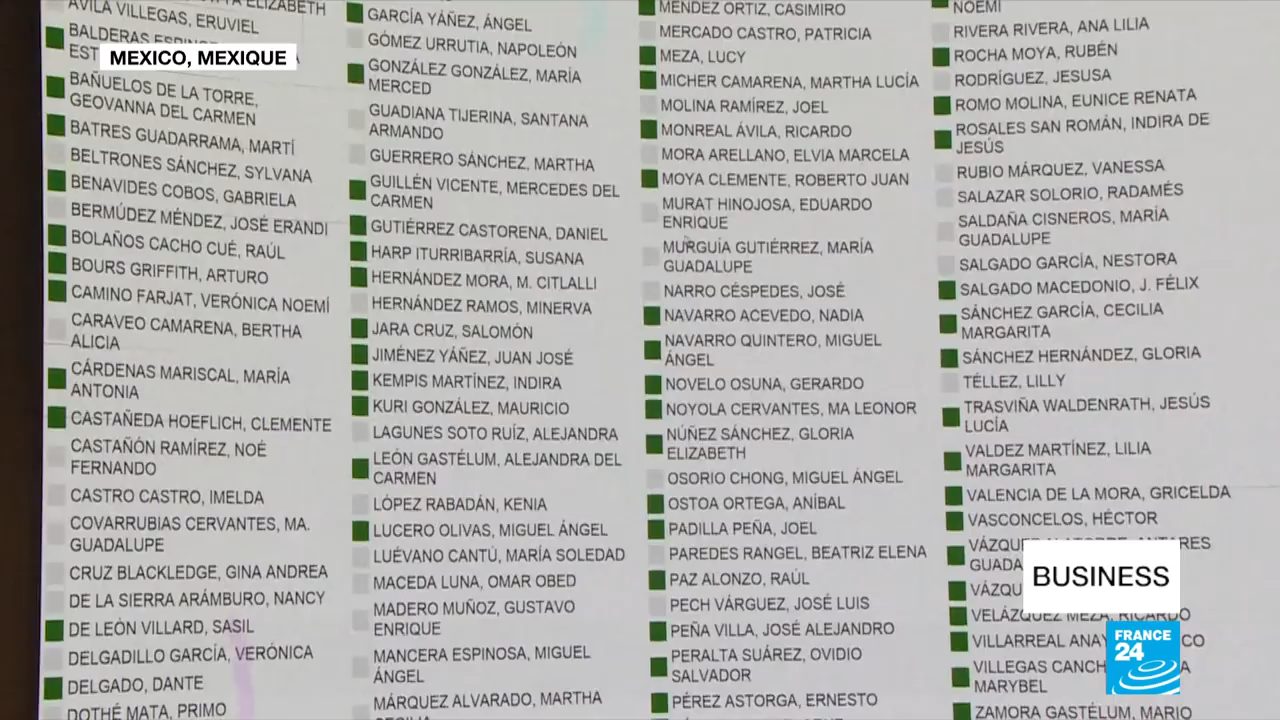 ELIZABETH
ÁVILA VILLEGAS, ERUVIEL
BALDERAS
EST
MEXICO, MEXIQUE
BAÑUELOS DE LA TORRE,
GEOVANNA DEL CARMEN
BATRES GUADARRAMA, MARTÍ
BELTRONES SÁNCHEZ, SYLVANA
BENAVIDES COBOS, GABRIELA
BERMÚDEZ MÉNDEZ, JOSÉ ERANDI
BOLAÑOS CACHO CUÉ, RAÚL
BOURS GRIFFITH, ARTURO
CAMINO FARJAT, VERÓNICA NOEMÍ
CARAVEO CAMARENA, BERTHA
ALICIA
CÁRDENAS MARISCAL, MARÍA
ANTONIA
CASTAÑEDA HOEFLICH, CLEMENTE
CASTAÑÓN RAMÍREZ, NOÉ
FERNANDO
CASTRO CASTRO, IMELDA
COVARRUBIAS CERVANTES, MA.
GUADALUPE
CRUZ BLACKLEDGE, GINA ANDREA
DE LA SIERRA ARÁMBURO, NANCY
DE LEÓN VILLARD, SASIL
DELGADILLO GARCÍA, VERÓNICA
DELGADO, DANTE
DOTHÉ MATA, PRIMO
GARCÍA YÁÑEZ, ÁNGEL
GÓMEZ URRUTIA, NAPOLEÓN
GONZÁLEZ GONZÁLEZ, MARÍA
MERCED
GUADIANA TIJERINA, SANTANA
ARMANDO
GUERRERO SÁNCHEZ, MARTHA
GUILLÉN VICENTE, MERCEDES DEL
CARMEN
GUTIÉRREZ CASTORENA, DANIEL
HARP ITURRIBARRÍA, SUSANA
HERNÁNDEZ MORA, M. CITLALLI
HERNÁNDEZ RAMOS, MINERVA
JARA CRUZ, SALOMÓN
JIMÉNEZ YÁÑEZ, JUAN JOSÉ
KEMPIS MARTÍNEZ, INDIRA
KURI GONZÁLEZ, MAURICIO
LAGUNES SOTO RUÍZ, ALEJANDRA
LEÓN GASTÉLUM, ALEJANDRA DEL
CARMEN
LÓPEZ RABADÁN, KENIA
LUCERO OLIVAS, MIGUEL ÁNGEL
LUÉVANO CANTÚ, MARÍA SOLEDAD
MACEDA LUNA, OMAR OBED
MADERO MUÑOZ, GUSTAVO
ENRIQUE
MANCERA ESPINOSA, MIGUEL
ÁNGEL
MÁRQUEZ ALVARADO, MARTHA
CECILIA
MÉNDEZ ORTIZ, CASIMIRO
MERCADO CASTRO, PATRICIA
MEZA, LUCY
MICHER CAMARENA, MARTHA LUCÍA
MOLINA RAMÍREZ, JOEL
MONREAL ÁVILA, RICARDO
MORA ARELLANO, ELVIA MARCELA
MOYA CLEMENTE, ROBERTO JUAN
MURAT HINOJOSA, EDUARDO
ENRIQUE
MURGUÍA GUTIÉRREZ, MARÍA
GUADALUPE
NARRO CÉSPEDES, JOSÉ
NAVARRO ACEVEDO, NADIA
NAVARRO QUINTERO, MIGUEL
ÁNGEL
NOVELO OSUNA, GERARDO
NOYOLA CERVANTES, MA LEONOR
NÚÑEZ SÁNCHEZ, GLORIA
ELIZABETH
OSORIO CHONG, MIGUEL ÁNGEL
OSTOA ORTEGA, ANÍBAL
PADILLA PEÑA, JOEL
PAREDES RANGEL, BEATRIZ ELENA
PAZ ALONZO, RAÚL
PECH VÁRGUEZ, JOSÉ LUIS
PEÑA VILLA, JOSÉ ALEJANDRO
PERALTA SUÁREZ, OVIDIO
SALVADOR
PÉREZ ASTORGA, ERNESTO
NOEMÍ
RIVERA RIVERA, ANA LILIA
ROCHA MOYA, RUBÉN
RODRÍGUEZ, JESUSA
ROMO MOLINA, EUNICE RENATA
ROSALES SAN ROMÁN, INDIRA DE
JESÚS
RUBIO MÁRQUEZ, VANESSA
SALAZAR SOLORIO, RADAMÉS
SALDAÑA CISNEROS, MARÍA
GUADALUPE
SALGADO GARCÍA, NESTORA
SALGADO MACEDONIO, J. FÉLIX
SÁNCHEZ GARCÍA, CECILIA
MARGARITA
SÁNCHEZ HERNÁNDEZ, GLORIA
TÉLLEZ, LILLY
TRASVIÑA WALDENRATH, JESÚS
LUCÍA
VALDEZ MARTÍNEZ, LILIA
MARGARITA
VALENCIA DE LA MORA, GRICELDA
VASCONCELOS, HÉCTOR
GUADA
VÁZQU
VELÁZQUEZ MEZA, RICARDO
VILLARREAL ANAY CO
VILLEGAS CANCH A
MARYBEL
ZAMORA GASTÉLUM, MARIO
BUSINESS
FRANCE
24